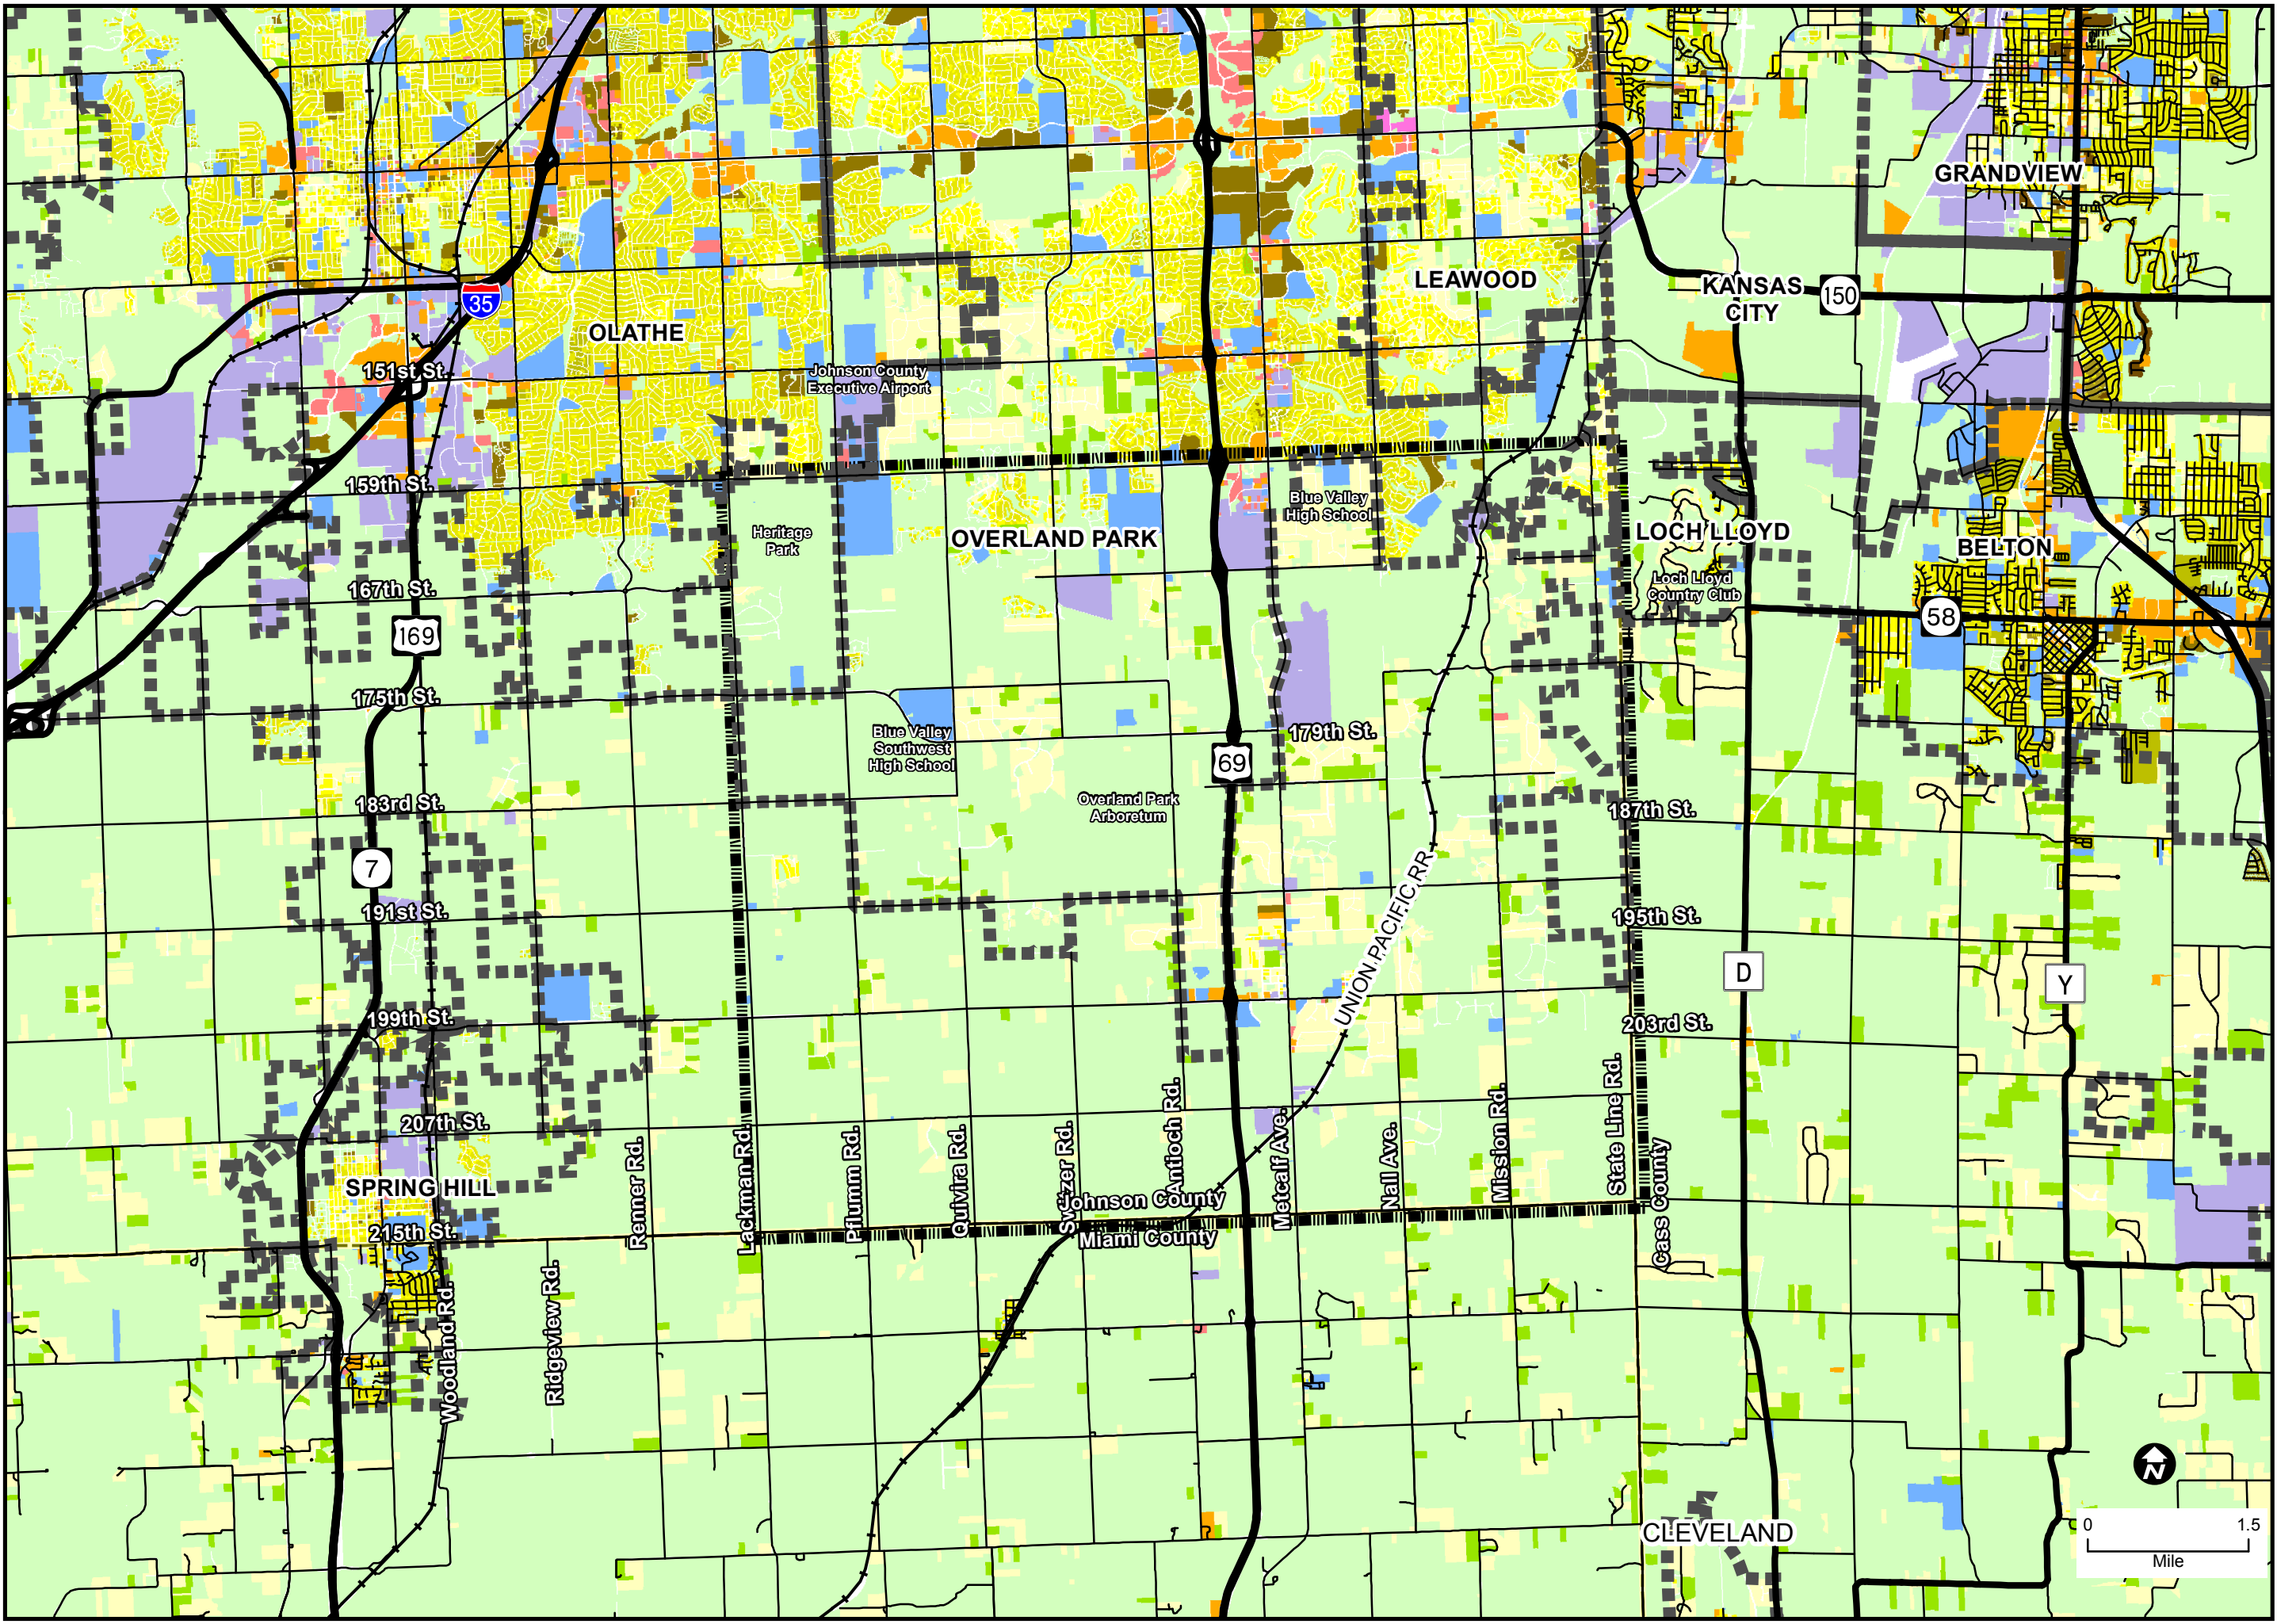 GRANDVIEW
LEAWOOD
KANSAS
CITY
150
35
OLATHE
151st St.
Johnson County
Executive Airport
159th St.
Heritage
Park
OVERLAND PARK
Blue Valley
High School
LOCH LLOYD
BELTON
Loch Lloyd
Country Club
58
167th St.
169
175th St.
Blue Valley
Southwest
High School
179th St.
69
183rd St.
Overland Park
Arboretum
187th St.
7
191st St.
195th St.
UNION PACIFIC RR
D
Y
199th St.
203rd St.
207th St.
SPRING HILL
215th St.
Woodland Rd.
Ridgeview Rd.
Renner Rd.
Lackman Rd.
Pflumm Rd.
Quivira Rd.
Switzer Rd.
Antioch Rd.
Metcalf Ave.
Nall Ave.
Mission Rd.
State Line Rd.
Cass County
Johnson County
Miami County
CLEVELAND
N
0 1.5
Mile